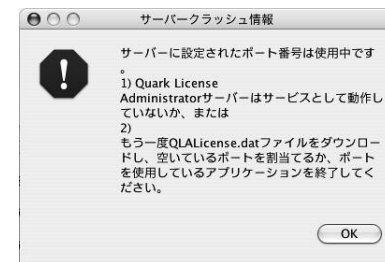 サーバークラッシュ情報
サーバーに設定されたポート番号は使用中です
。
1) Quark License
Administratorサーバーはサービスとして動作し
ていないか、または
2)
もう一度QLALicense.datファイルをダウンロー
ドし、空いているポートを割当てるか、ポート
を使用しているアプリケーションを終了してく
ださい。
OK